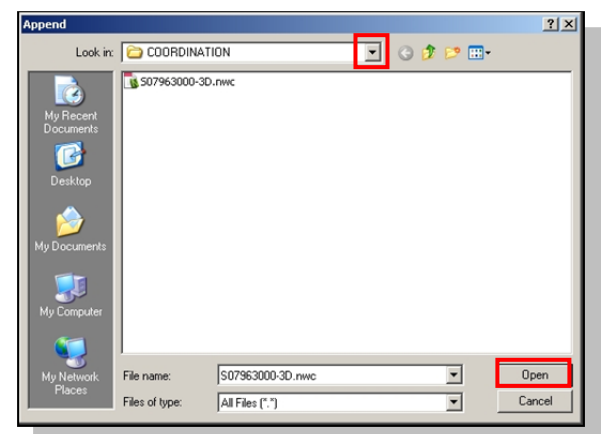 Append
Look in: COORDINATION
S07963000-3D.nwc
My Recent
Documents
Desktop
My Documents
My Computer
My Network
Places
File name: S07963000-3D.nwc Open
Files of type: All Files (*.*) Cancel